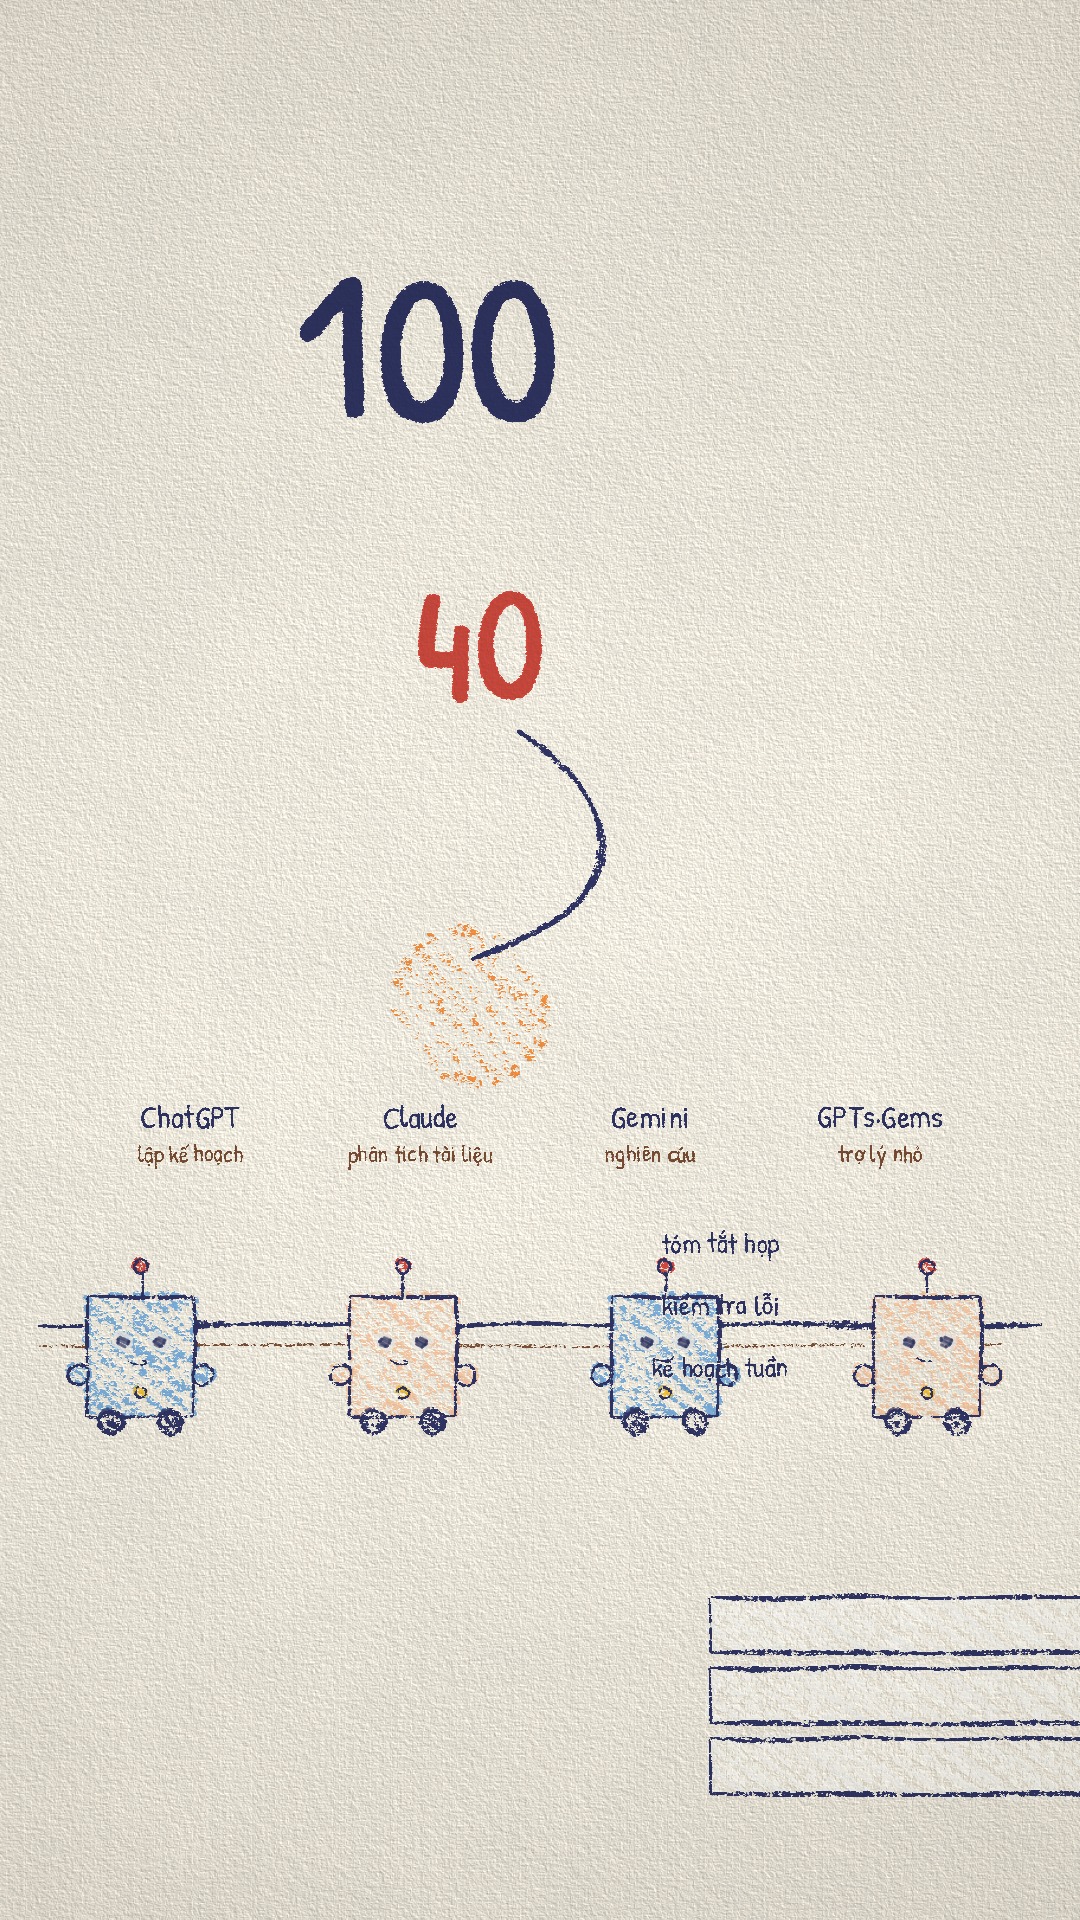 100
40
ChatGPT
lập kế hoạch
Claude
phân tích tài liệu
Gemini
nghiên cứu
GPTs·Gems
trợ lý nhỏ
tóm tắt họp
kiểm tra lỗi
kế hoạch tuần